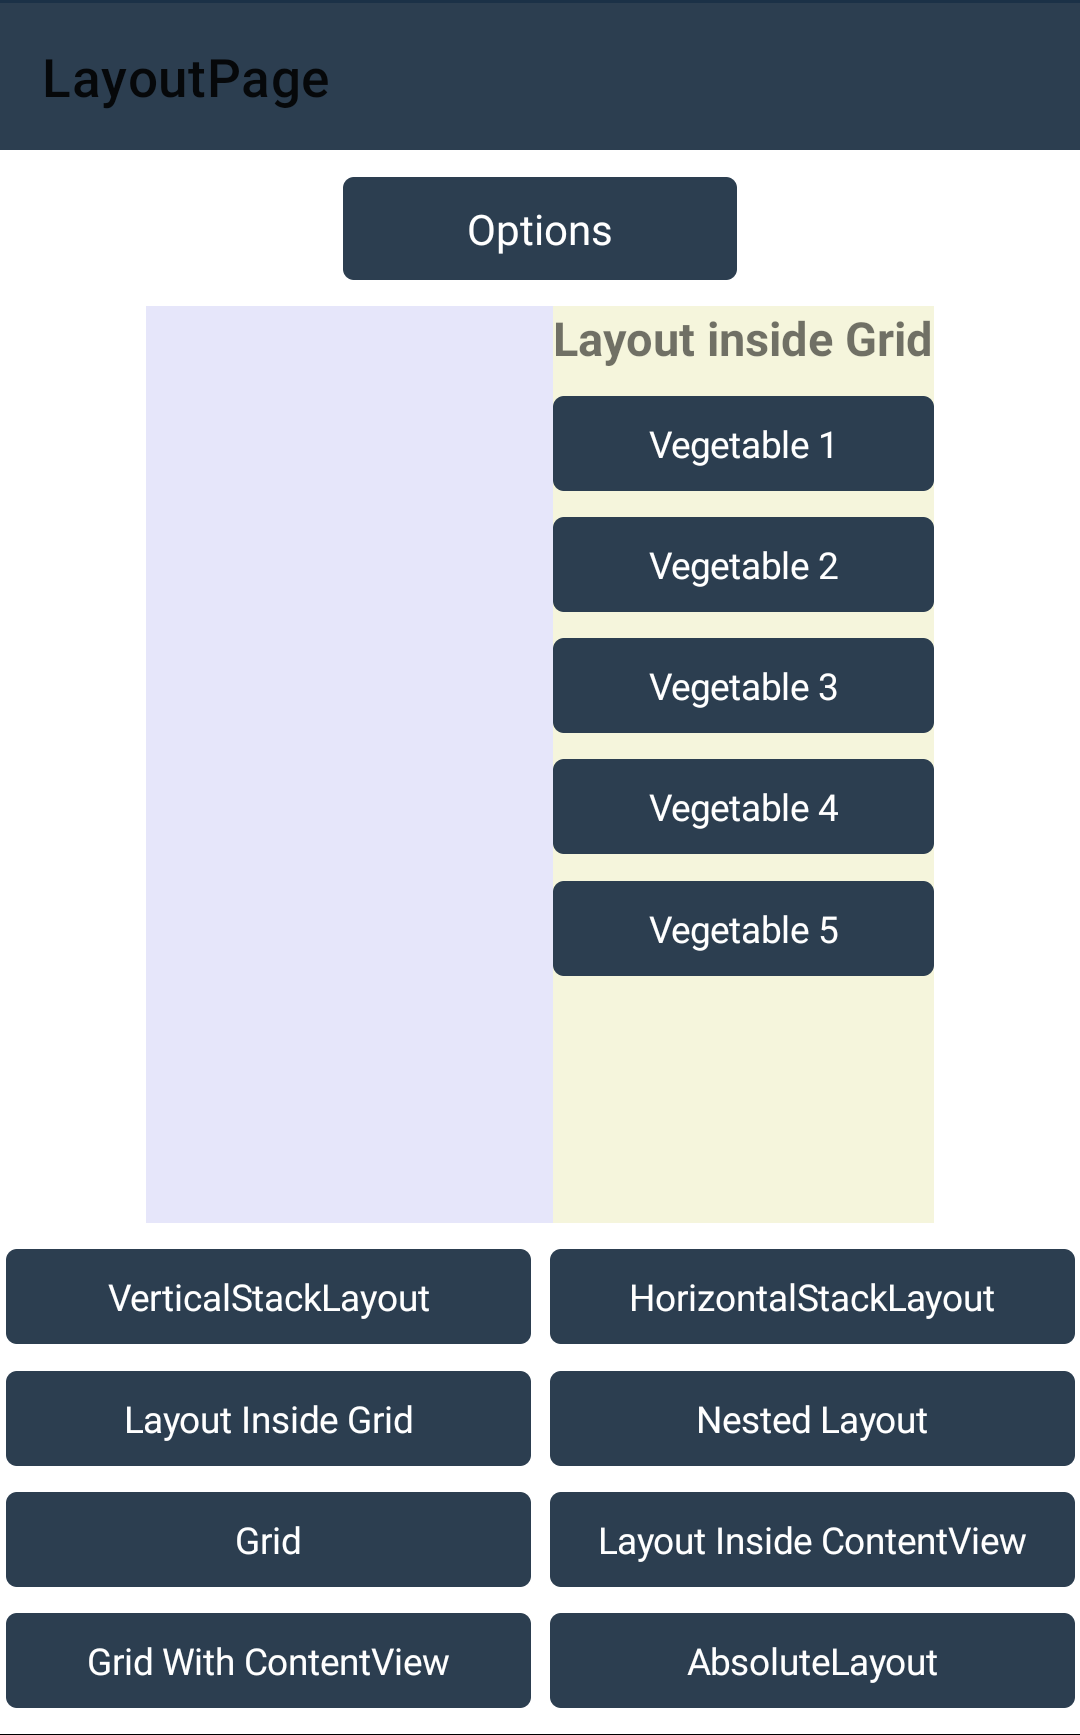 LayoutPage
Options
Layout inside Grid
Vegetable 1
Vegetable 2
Vegetable 3
Vegetable 4
Vegetable 5
VerticalStackLayout
HorizontalStackLayout
Layout Inside Grid
Nested Layout
Grid
Layout Inside ContentView
Grid With ContentView
AbsoluteLayout